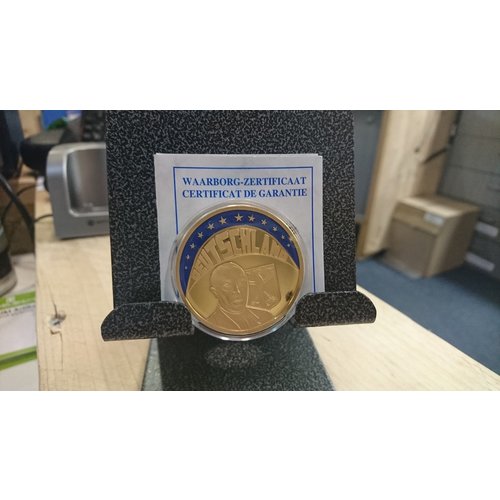 WAARBORG-ZERTIFICAAT
CERTIFICAT DE GARANTIE
DEUTSCHLAND